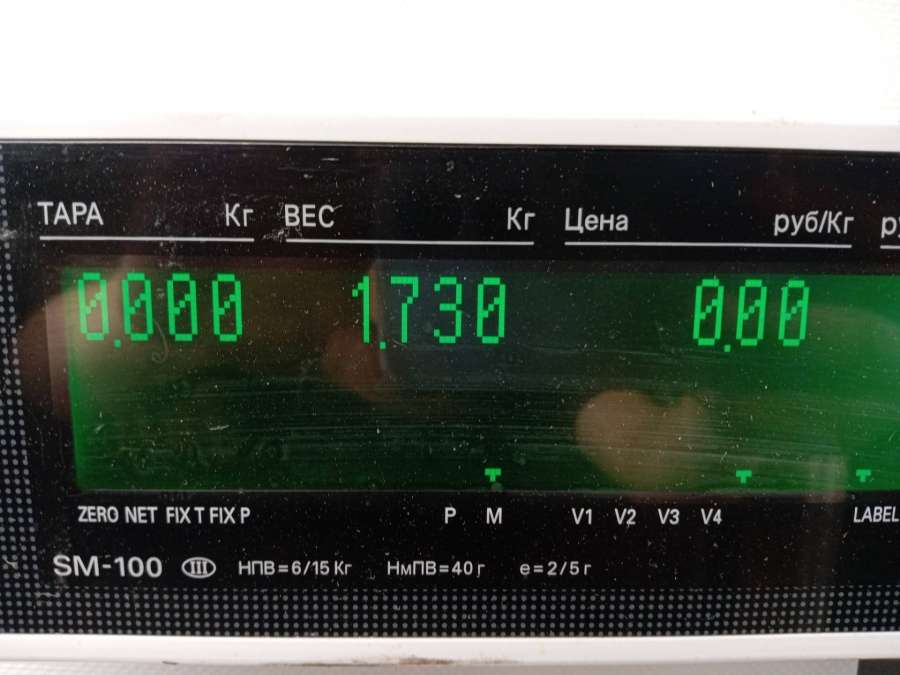 ТАРА Кг ВЕС Кг Цена руб/Кг
0.000 1.730 0.00
ZERO NET FIX T FIX P P M V1 V2 V3 V4 LABEL
SM-100 III НПВ=6/15 Кг НмПВ=40 г e=2/5 г